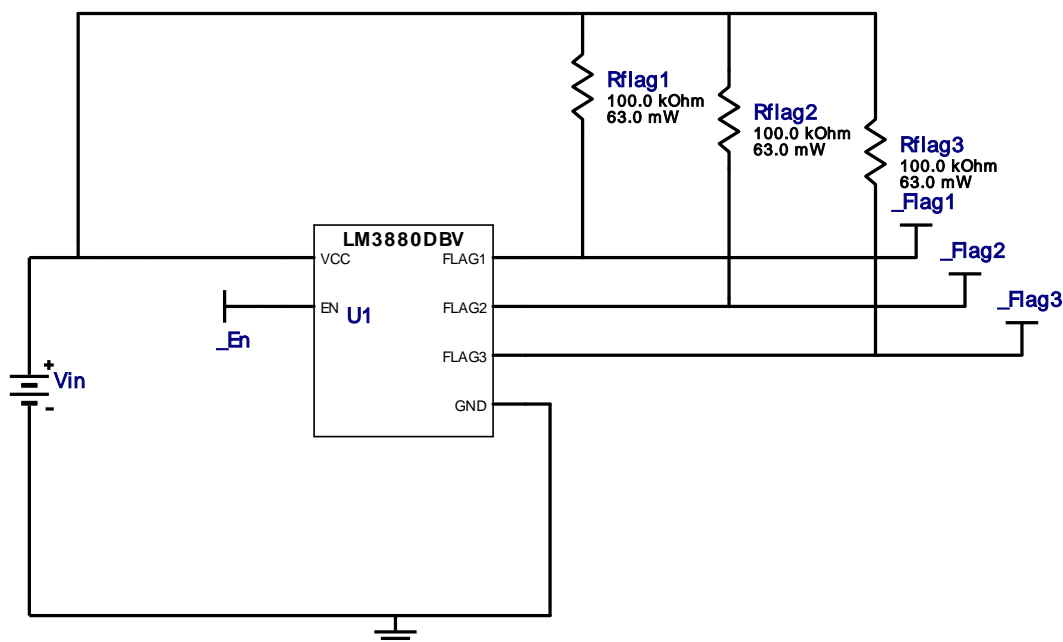 Rflag1
100.0 kOhm
63.0 mW
Rflag2
100.0 kOhm
63.0 mW
Rflag3
100.0 kOhm
63.0 mW
_Flag1
LM3880DBV
VCC
FLAG1
_Flag2
EN
U1
FLAG2
_En
_Flag3
FLAG3
+
Vin
-
GND